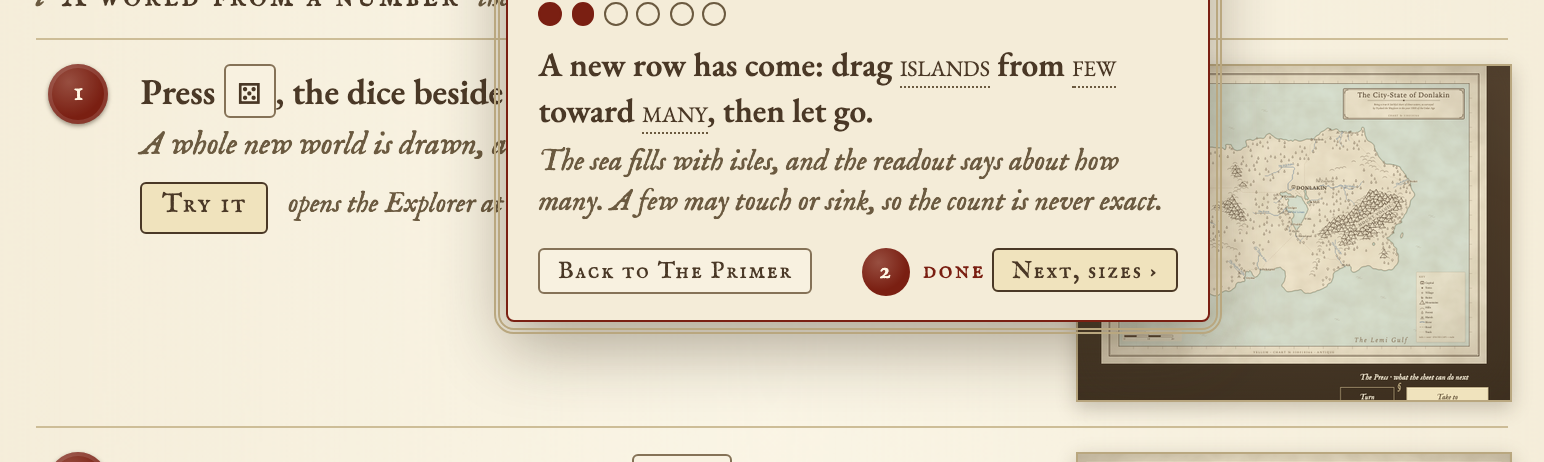 A WORLD FROM A NUMBER
1
Press ⚄, the dice beside
A whole new world is drawn,
Try it
opens the Explorer at
A new row has come: drag ISLANDS from FEW
toward MANY, then let go.
The sea fills with isles, and the readout says about how
many. A few may touch or sink, so the count is never exact.
Back to The Primer
2 DONE
Next, sizes ›
The City-State of Donlakin
DONLAKIN
The Lemi Gulf
The Press · what the sheet can do next
§
Turn
Take to